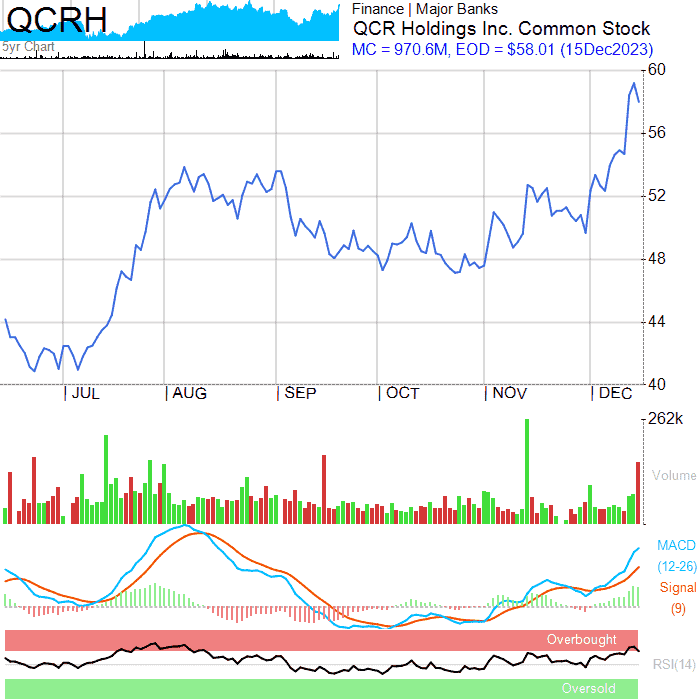 QCRH
5yr Chart
Finance | Major Banks
QCR Holdings Inc. Common Stock
MC = 970.6M, EOD = $58.01 (15Dec2023)
60
56
52
48
44
40
JUL
AUG
SEP
OCT
NOV
DEC
262k
Volume
MACD
(12-26)
Signal
(9)
Overbought
RSI(14)
Oversold